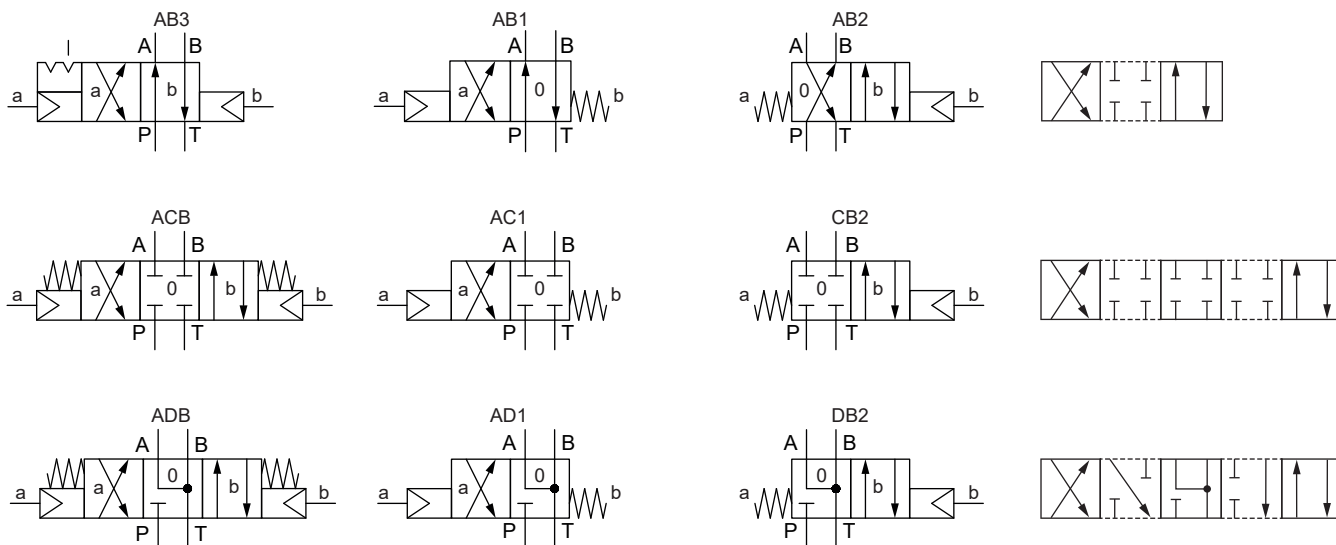 AB3 AB1 AB2
A B A B A B
a a b b a a 0 b a 0 b b
P T P T P T
ACB AC1 CB2
A B A B A B
a a 0 b b a a 0 b a 0 b b
P T P T P T
ADB AD1 DB2
A B A B A B
a a 0 b b a a 0 b a 0 b b
P T P T P T